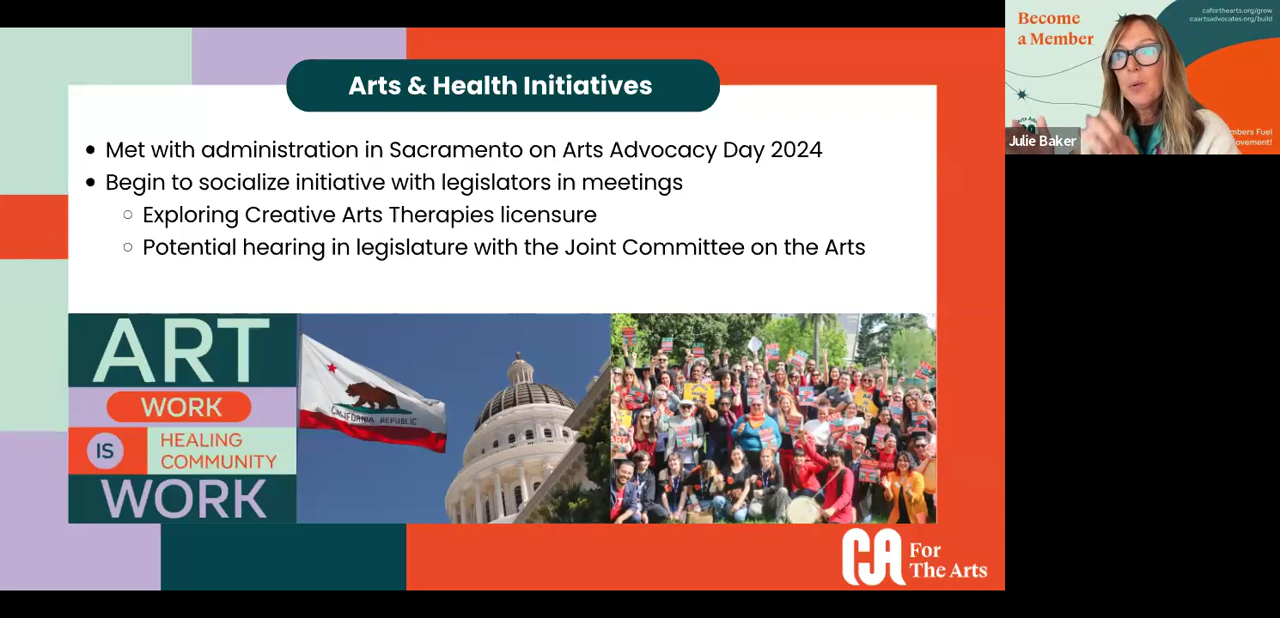 Arts & Health Initiatives
Met with administration in Sacramento on Arts Advocacy Day 2024
Begin to socialize initiative with legislators in meetings
Exploring Creative Arts Therapies licensure
Potential hearing in legislature with the Joint Committee on the Arts
ART
WORK
IS
HEALING
COMMUNITY
WORK
CALIFORNIA REPUBLIC
CA For
The Arts
caforthearts.org/grow
caartsadvocates.org/build
Become
a Member
Julie Baker